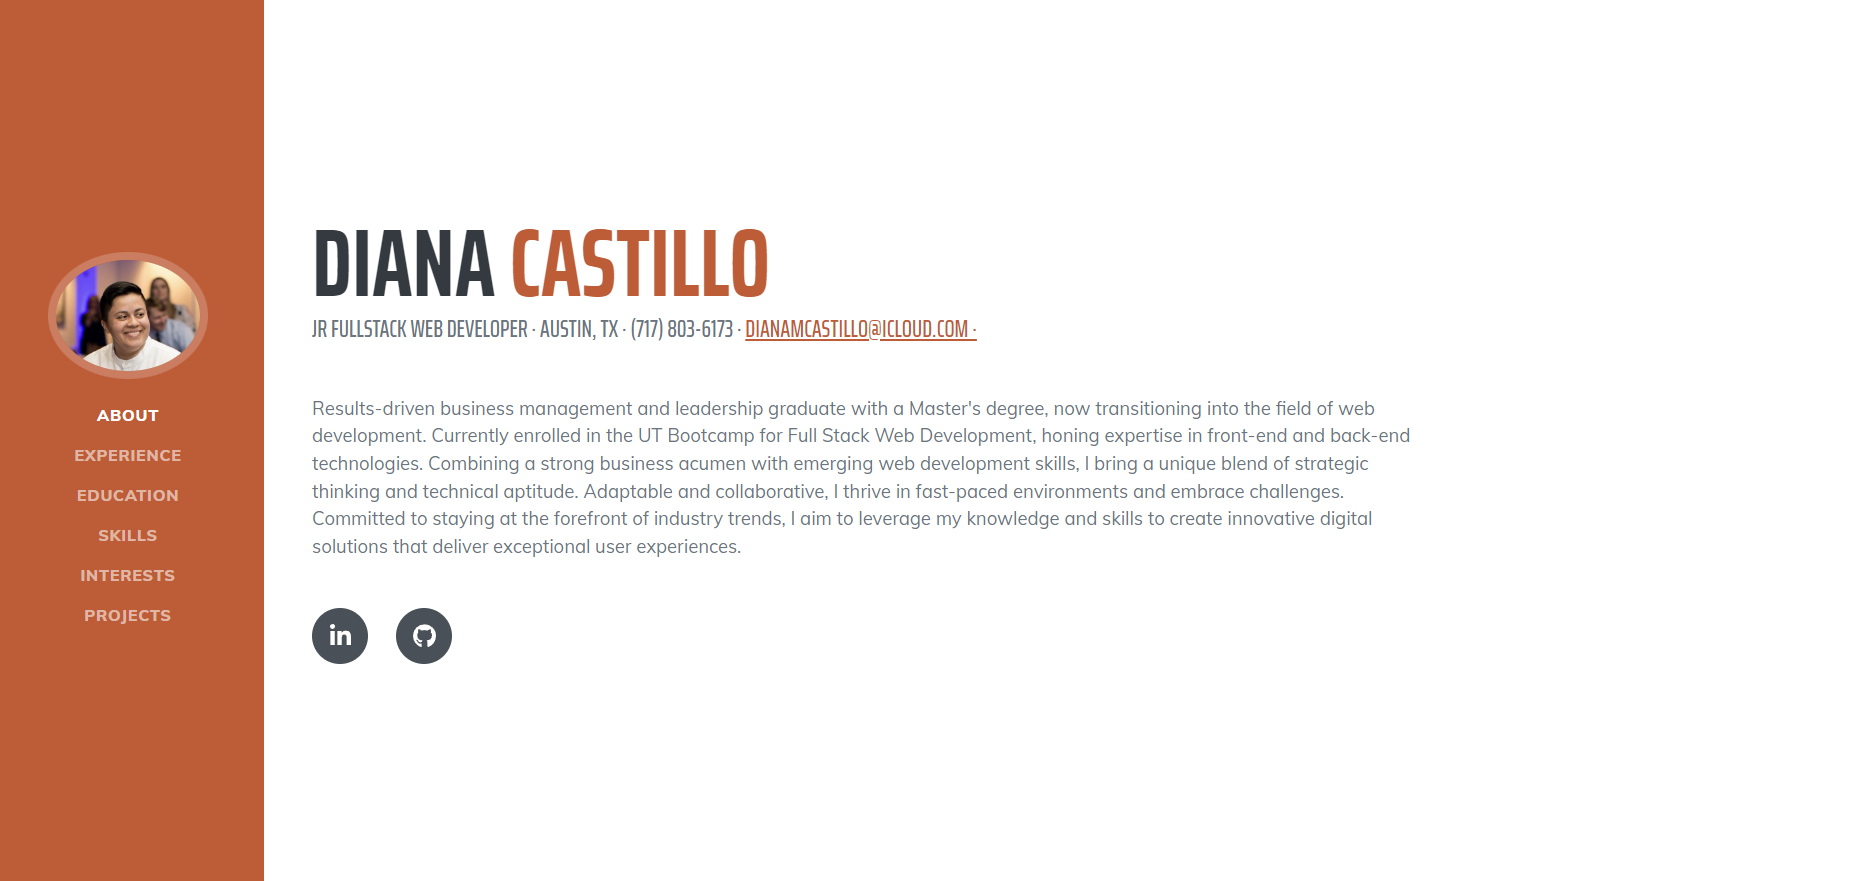 ABOUT
EXPERIENCE
EDUCATION
SKILLS
INTERESTS
PROJECTS
DIANA CASTILLO
JR FULLSTACK WEB DEVELOPER · AUSTIN, TX · (717) 803-6173 · DIANAMCASTILLO@ICLOUD.COM ·
Results-driven business management and leadership graduate with a Master's degree, now transitioning into the field of web
development. Currently enrolled in the UT Bootcamp for Full Stack Web Development, honing expertise in front-end and back-end
technologies. Combining a strong business acumen with emerging web development skills, I bring a unique blend of strategic
thinking and technical aptitude. Adaptable and collaborative, I thrive in fast-paced environments and embrace challenges.
Committed to staying at the forefront of industry trends, I aim to leverage my knowledge and skills to create innovative digital
solutions that deliver exceptional user experiences.
in